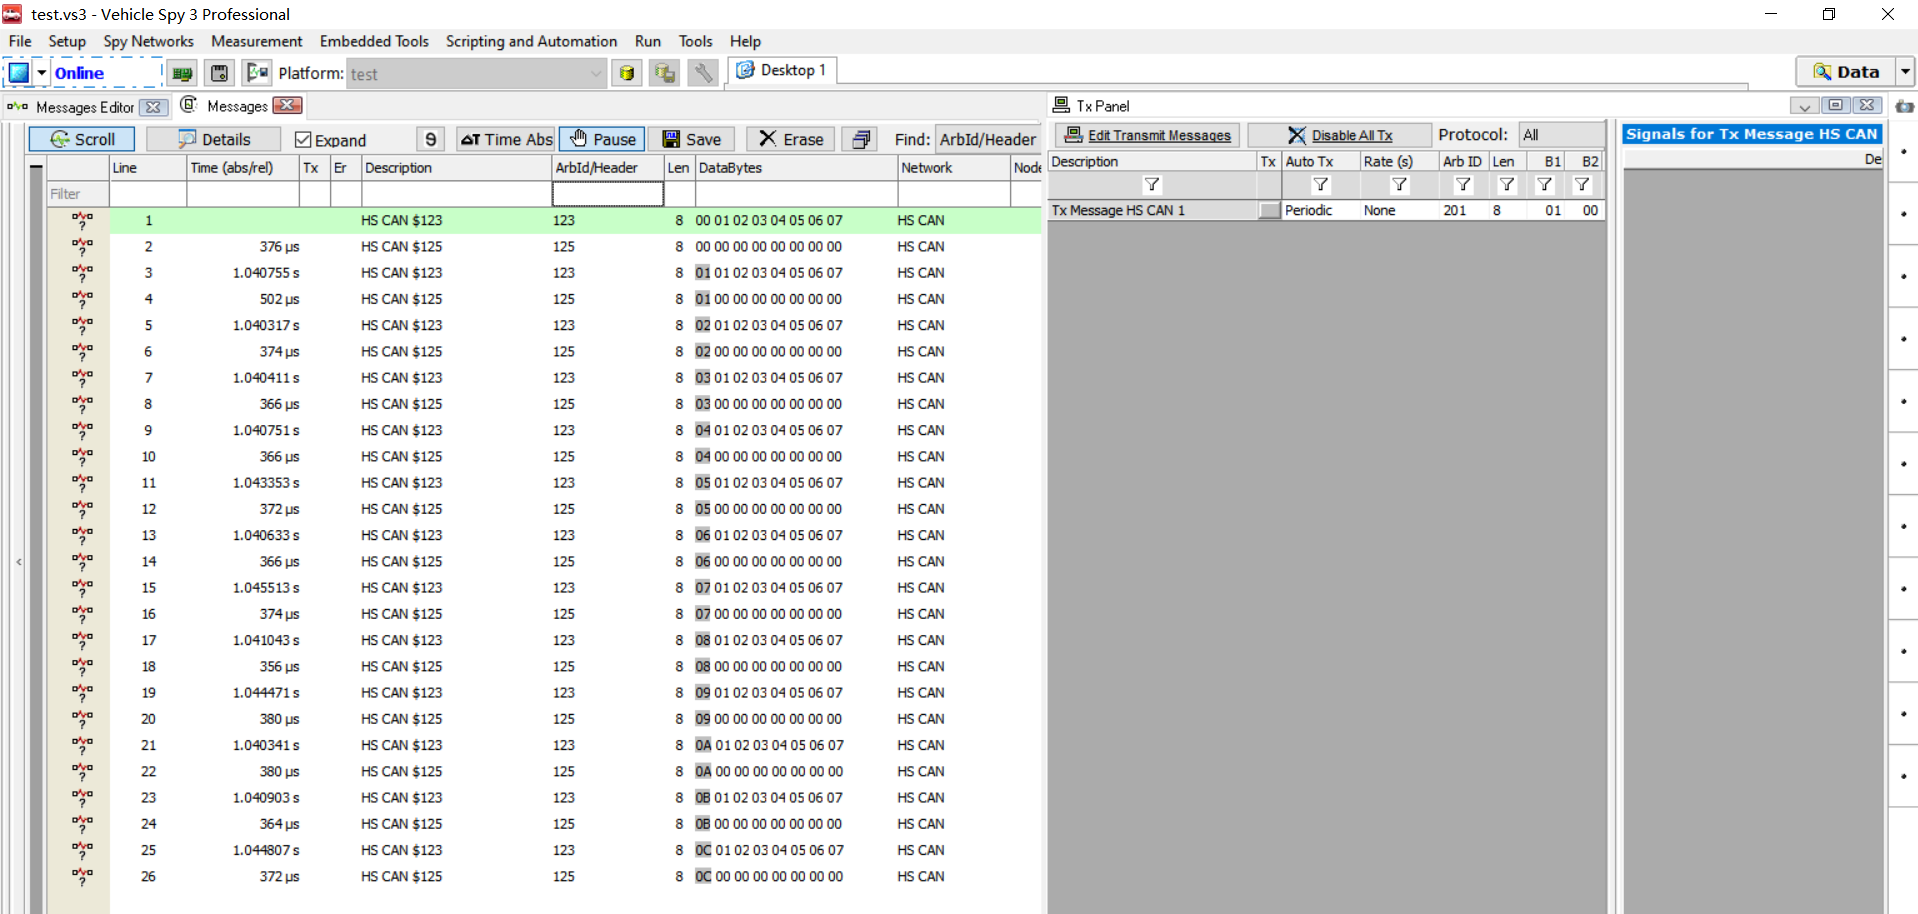 test.vs3 - Vehicle Spy 3 Professional
File Setup Spy Networks Measurement Embedded Tools Scripting and Automation Run Tools Help
Online Platform: test Desktop 1 Data
Messages Editor Messages
Scroll Details Expand 9 ΔT Time Abs Pause Save Erase Find: ArbId/Header
Line Time (abs/rel) Tx Er Description ArbId/Header Len DataBytes Network Node
Filter
? 1 HS CAN $123 123 8 00 01 02 03 04 05 06 07 HS CAN
? 2 376 µs HS CAN $125 125 8 00 00 00 00 00 00 00 00 HS CAN
? 3 1.040755 s HS CAN $123 123 8 01 01 02 03 04 05 06 07 HS CAN
? 4 502 µs HS CAN $125 125 8 01 00 00 00 00 00 00 00 HS CAN
? 5 1.040317 s HS CAN $123 123 8 02 01 02 03 04 05 06 07 HS CAN
? 6 374 µs HS CAN $125 125 8 02 00 00 00 00 00 00 00 HS CAN
? 7 1.040411 s HS CAN $123 123 8 03 01 02 03 04 05 06 07 HS CAN
? 8 366 µs HS CAN $125 125 8 03 00 00 00 00 00 00 00 HS CAN
? 9 1.040751 s HS CAN $123 123 8 04 01 02 03 04 05 06 07 HS CAN
? 10 366 µs HS CAN $125 125 8 04 00 00 00 00 00 00 00 HS CAN
? 11 1.043353 s HS CAN $123 123 8 05 01 02 03 04 05 06 07 HS CAN
? 12 372 µs HS CAN $125 125 8 05 00 00 00 00 00 00 00 HS CAN
? 13 1.040633 s HS CAN $123 123 8 06 01 02 03 04 05 06 07 HS CAN
? 14 366 µs HS CAN $125 125 8 06 00 00 00 00 00 00 00 HS CAN
? 15 1.045513 s HS CAN $123 123 8 07 01 02 03 04 05 06 07 HS CAN
? 16 374 µs HS CAN $125 125 8 07 00 00 00 00 00 00 00 HS CAN
? 17 1.041043 s HS CAN $123 123 8 08 01 02 03 04 05 06 07 HS CAN
? 18 356 µs HS CAN $125 125 8 08 00 00 00 00 00 00 00 HS CAN
? 19 1.044471 s HS CAN $123 123 8 09 01 02 03 04 05 06 07 HS CAN
? 20 380 µs HS CAN $125 125 8 09 00 00 00 00 00 00 00 HS CAN
? 21 1.040341 s HS CAN $123 123 8 0A 01 02 03 04 05 06 07 HS CAN
? 22 380 µs HS CAN $125 125 8 0A 00 00 00 00 00 00 00 HS CAN
? 23 1.040903 s HS CAN $123 123 8 0B 01 02 03 04 05 06 07 HS CAN
? 24 364 µs HS CAN $125 125 8 0B 00 00 00 00 00 00 00 HS CAN
? 25 1.044807 s HS CAN $123 123 8 0C 01 02 03 04 05 06 07 HS CAN
? 26 372 µs HS CAN $125 125 8 0C 00 00 00 00 00 00 00 HS CAN
Tx Panel
Edit Transmit Messages Disable All Tx Protocol: All
Description Tx Auto Tx Rate (s) Arb ID Len B1 B2
Tx Message HS CAN 1 Periodic None 201 8 01 00
Signals for Tx Message HS CAN
De